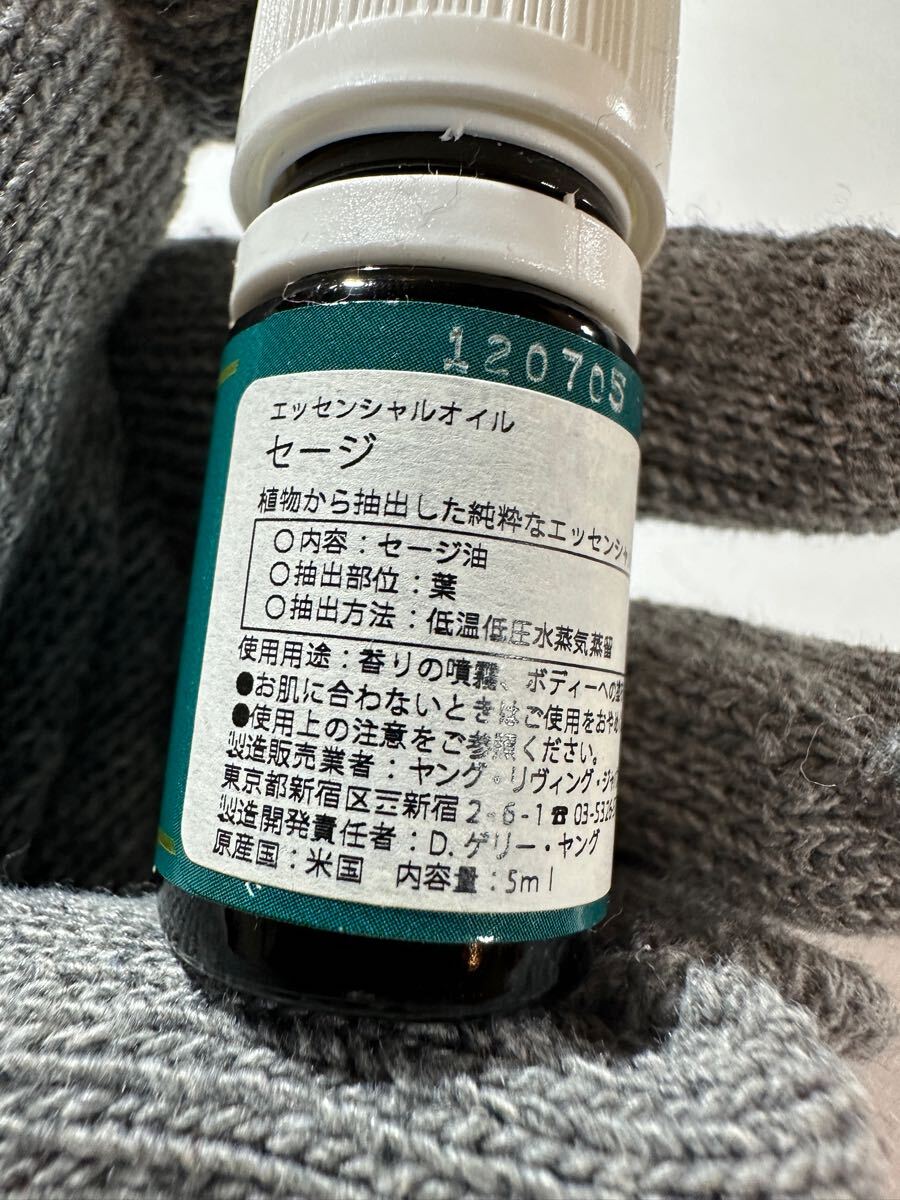 120705
エッセンシャルオイル
セージ
植物から抽出した純粋なエッセンシャ
○内容：セージ油
○抽出部位：葉
○抽出方法：低温低圧水蒸気蒸留
使用用途：香りの噴霧、ボディーへの
●お肌に合わないときはご使用をおやめ
●使用上の注意をご参照ください。
製造販売業者：ヤング・リヴィング・ジャ
東京都新宿区西新宿2-6-1☎03-5326
製造開発責任者：D.ゲリー・ヤング
原産国：米国　内容量：5ml